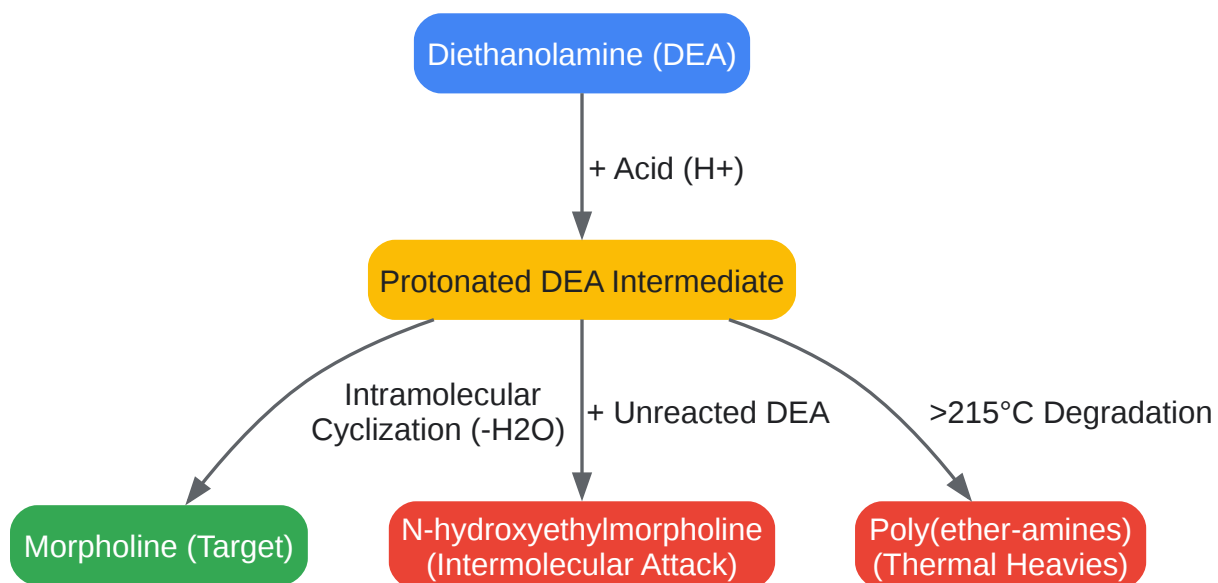 Diethanolamine (DEA)
+ Acid (H+)
Protonated DEA Intermediate
Intramolecular
Cyclization (-H2O)
+ Unreacted DEA
>215°C Degradation
Morpholine (Target)
N-hydroxyethylmorpholine
(Intermolecular Attack)
Poly(ether-amines)
(Thermal Heavies)